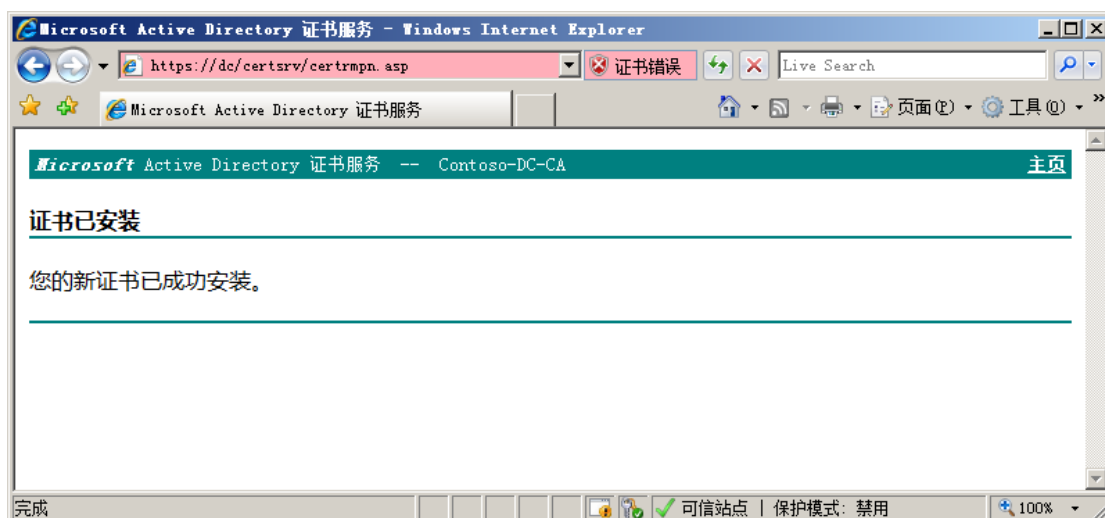 Microsoft Active Directory 证书服务 - Windows Internet Explorer
https://dc/certsrv/certrmpn.asp 证书错误 Live Search
Microsoft Active Directory 证书服务 页面(P) 工具(O) »
Microsoft Active Directory 证书服务 -- Contoso-DC-CA 主页
证书已安装
您的新证书已成功安装。
完成 可信站点 | 保护模式: 禁用 100%